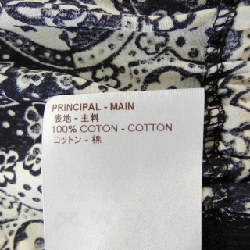 PRINCIPAL - MAIN
表地 - 主料
100% COTON - COTTON
コットン - 棉